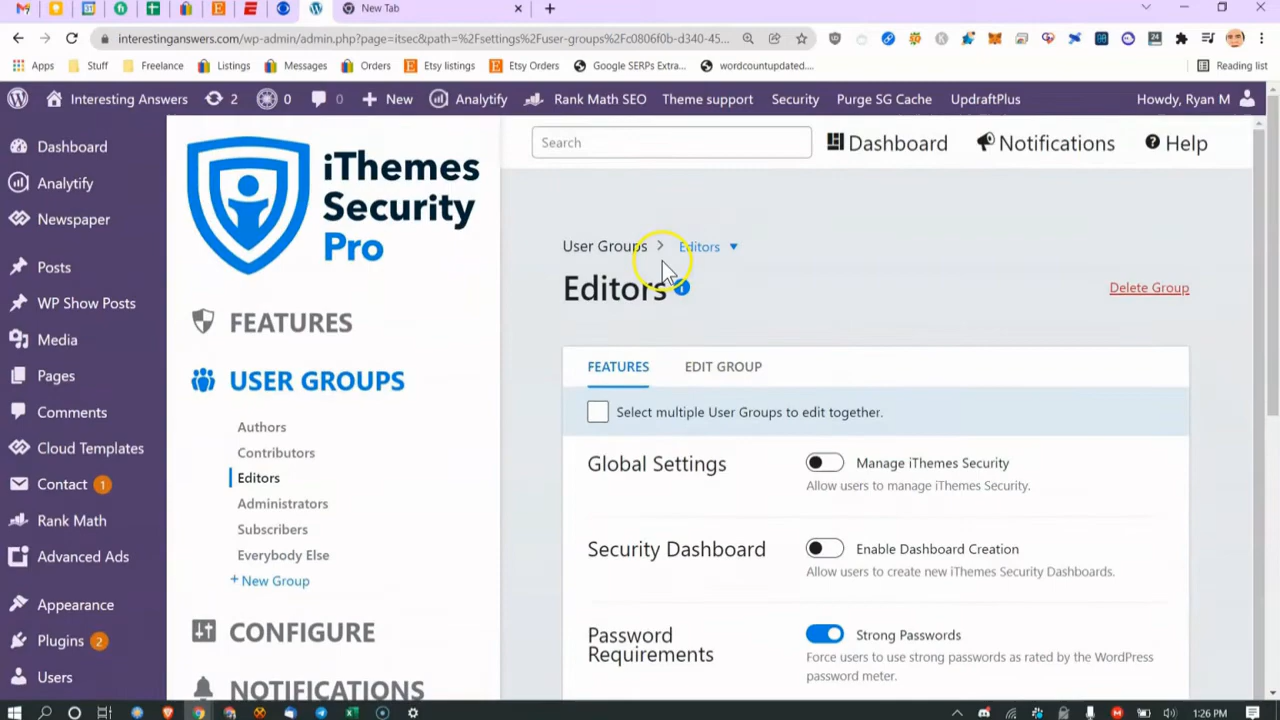 New Tab
interestinganswers.com/wp-admin/admin.php?page=itsec&path=%2Fsettings%2Fuser-groups%2Fc0806f0b-d340-45...
Apps Stuff Freelance Listings Messages Orders Etsy listings Etsy Orders Google SERPs Extra... wordcountupdated.... Reading list
Interesting Answers 2 0 0 New Analytify Rank Math SEO Theme support Security Purge SG Cache UpdraftPlus Howdy, Ryan M
Dashboard
Analytify
Newspaper
Posts
WP Show Posts
Media
Pages
Comments
Cloud Templates
Contact 1
Rank Math
Advanced Ads
Appearance
Plugins 2
Users
iThemes
Security
Pro
FEATURES
USER GROUPS
Authors
Contributors
Editors
Administrators
Subscribers
Everybody Else
+ New Group
CONFIGURE
NOTIFICATIONS
Search Dashboard Notifications Help
User Groups > Editors
Editors
Delete Group
FEATURES EDIT GROUP
Select multiple User Groups to edit together.
Global Settings Manage iThemes Security
Allow users to manage iThemes Security.
Security Dashboard Enable Dashboard Creation
Allow users to create new iThemes Security Dashboards.
Password
Requirements
Strong Passwords
Force users to use strong passwords as rated by the WordPress
password meter.
1:26 PM